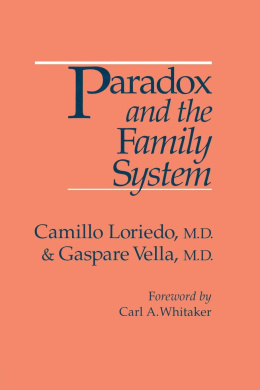 Paradox
and the
Family
System
Camillo Loriedo, M.D.
& Gaspare Vella, M.D.
Foreword by
Carl A. Whitaker